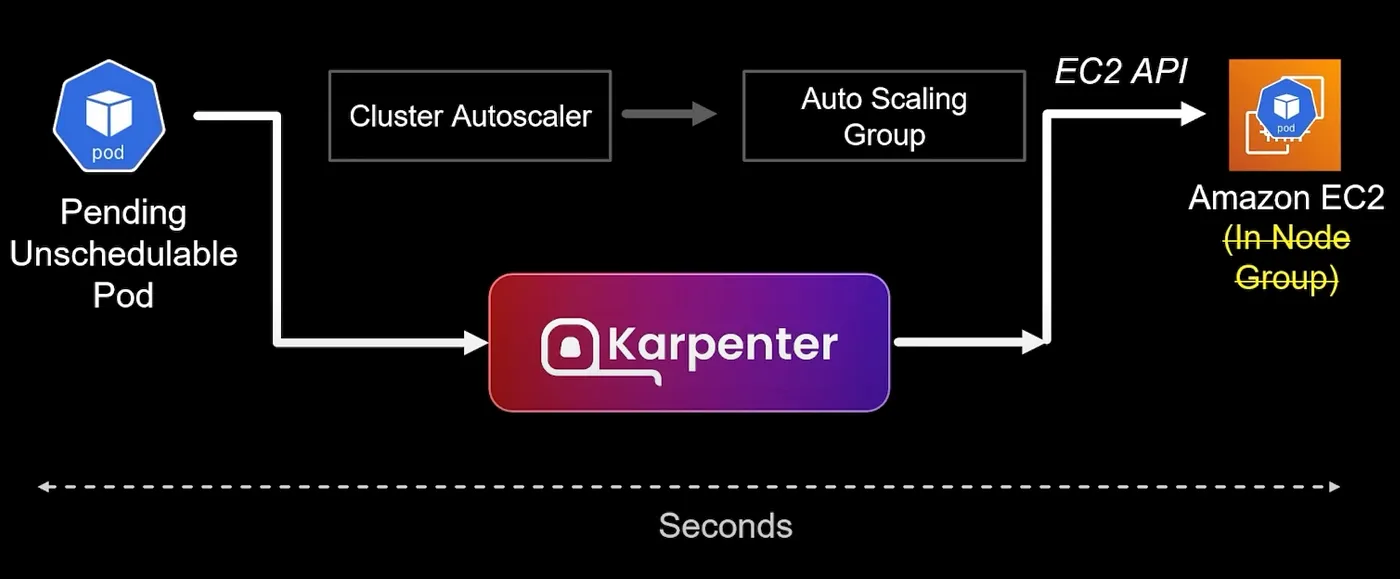 pod
Pending
Unschedulable
Pod
Cluster Autoscaler
Auto Scaling
Group
EC2 API
pod
Amazon EC2
(In Node
Group)
Karpenter
Seconds